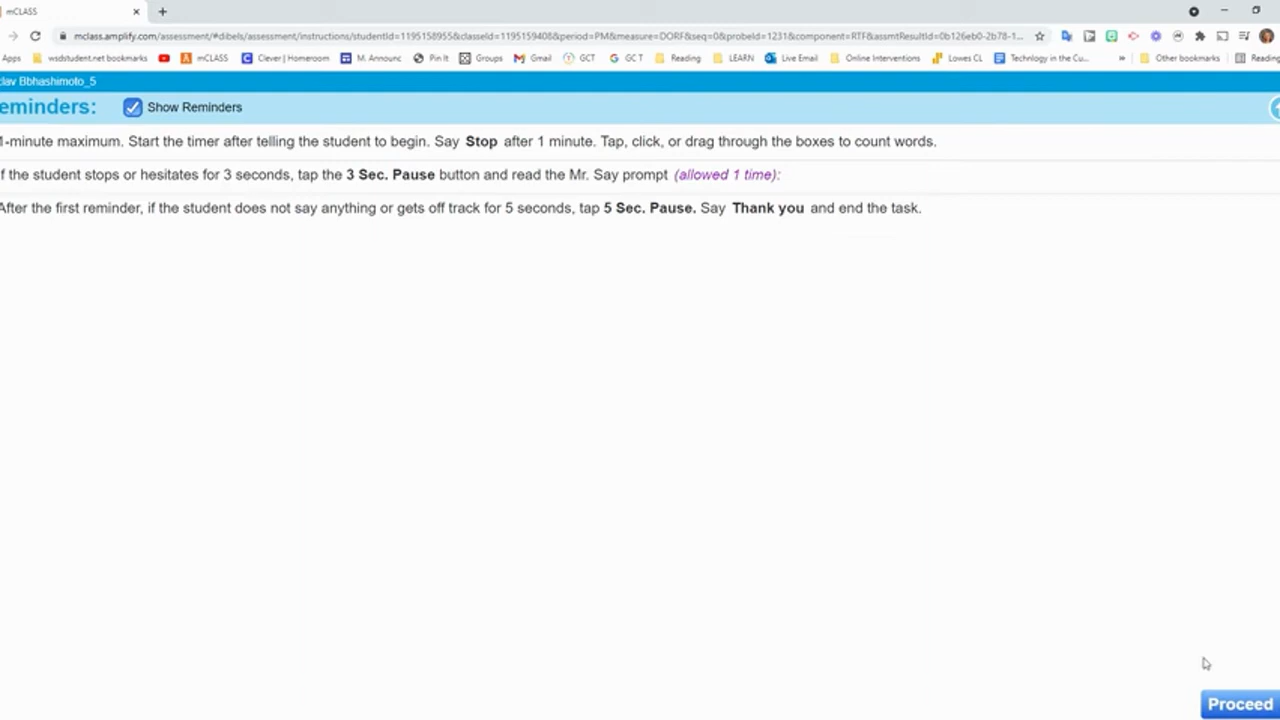 mCLASS
mclass.amplify.com/assessment/#dibels/assessment/instructions/studentId=1195158955&classeId=1195159408&period=PM&measure=DORF&seq=0&probeId=1231&component=RTF&assmtResultId=0b126eb0-2b78-1...
Apps wsdstudent.net bookmarks mCLASS Clever | Homeroom M. Announc Pin It Groups Gmail GCT GC T Reading LEARN Live Email Online Interventions Lowes CL Technlogy in the Cu... » Other bookmarks Reading
lav Bbhashimoto_5
eminders: Show Reminders
1-minute maximum. Start the timer after telling the student to begin. Say Stop after 1 minute. Tap, click, or drag through the boxes to count words.
f the student stops or hesitates for 3 seconds, tap the 3 Sec. Pause button and read the Mr. Say prompt (allowed 1 time):
After the first reminder, if the student does not say anything or gets off track for 5 seconds, tap 5 Sec. Pause. Say Thank you and end the task.
Proceed